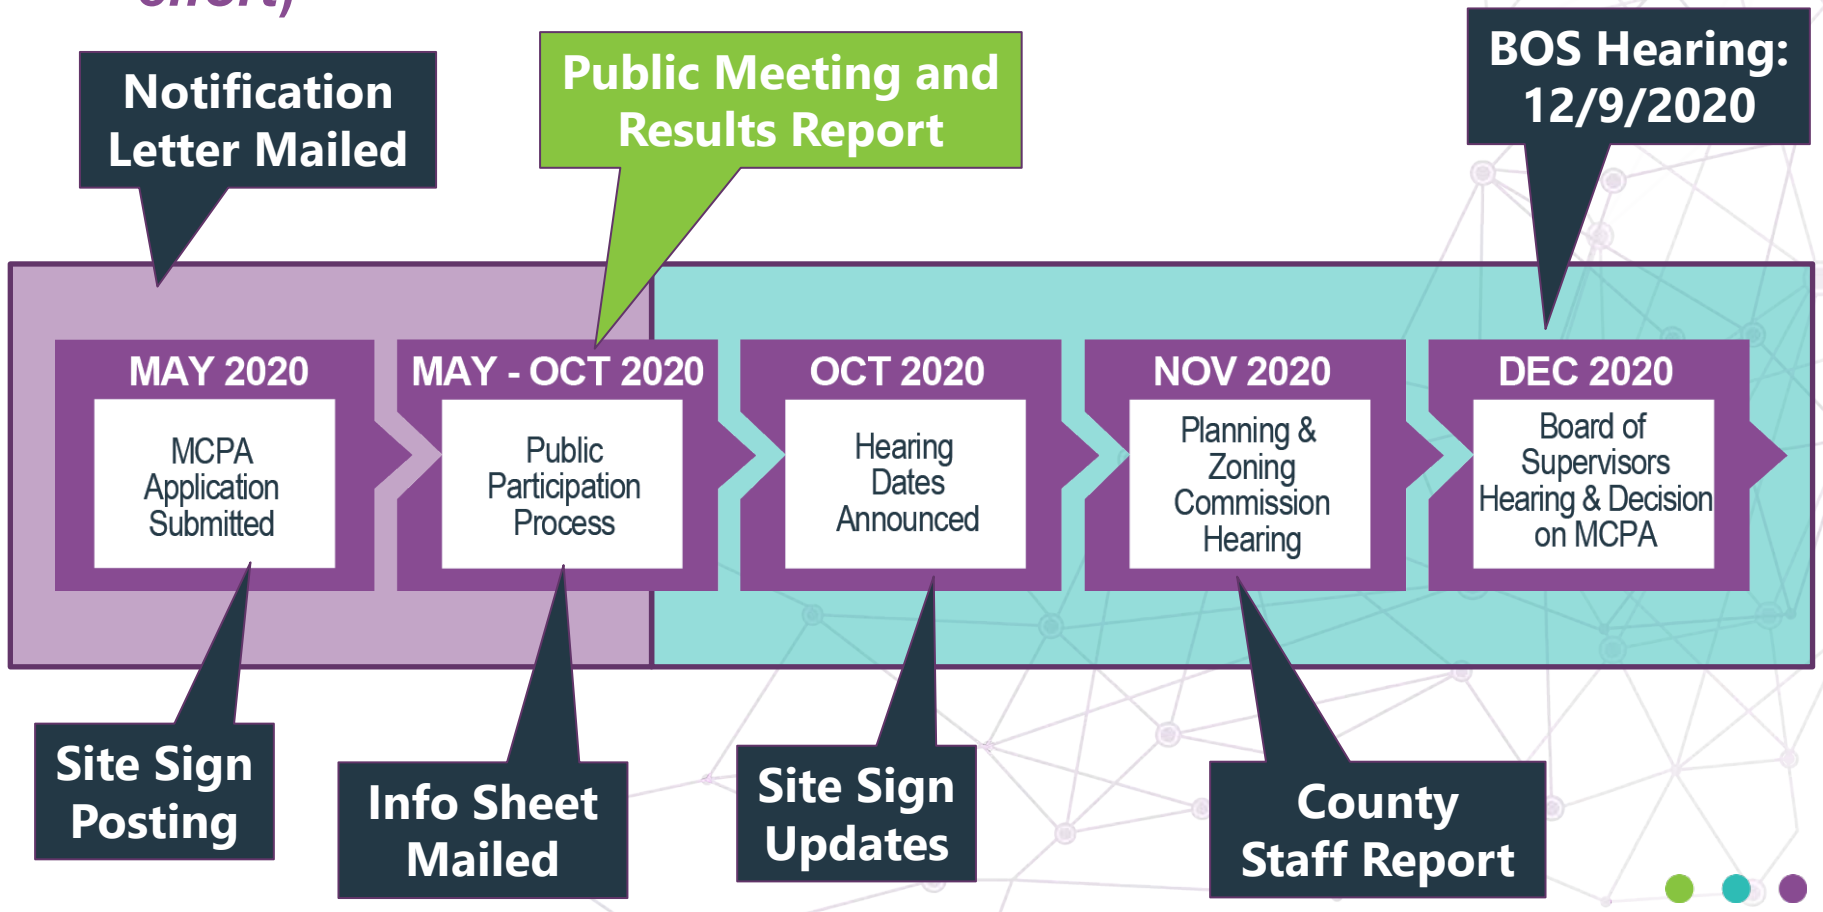 effort)
Notification
Letter Mailed
Public Meeting and
Results Report
BOS Hearing:
12/9/2020
MAY 2020
MCPA
Application
Submitted
MAY - OCT 2020
Public
Participation
Process
OCT 2020
Hearing
Dates
Announced
NOV 2020
Planning &
Zoning
Commission
Hearing
DEC 2020
Board of
Supervisors
Hearing & Decision
on MCPA
Site Sign
Posting
Info Sheet
Mailed
Site Sign
Updates
County
Staff Report